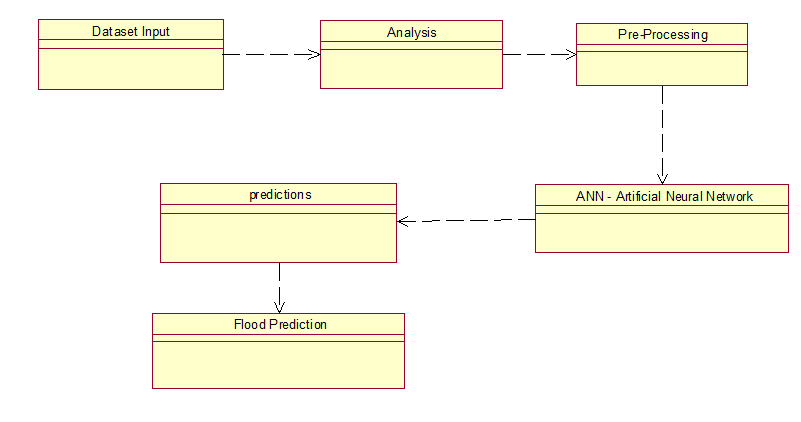 Dataset Input
Analysis
Pre-Processing
ANN - Artificial Neural Network
predictions
Flood Prediction